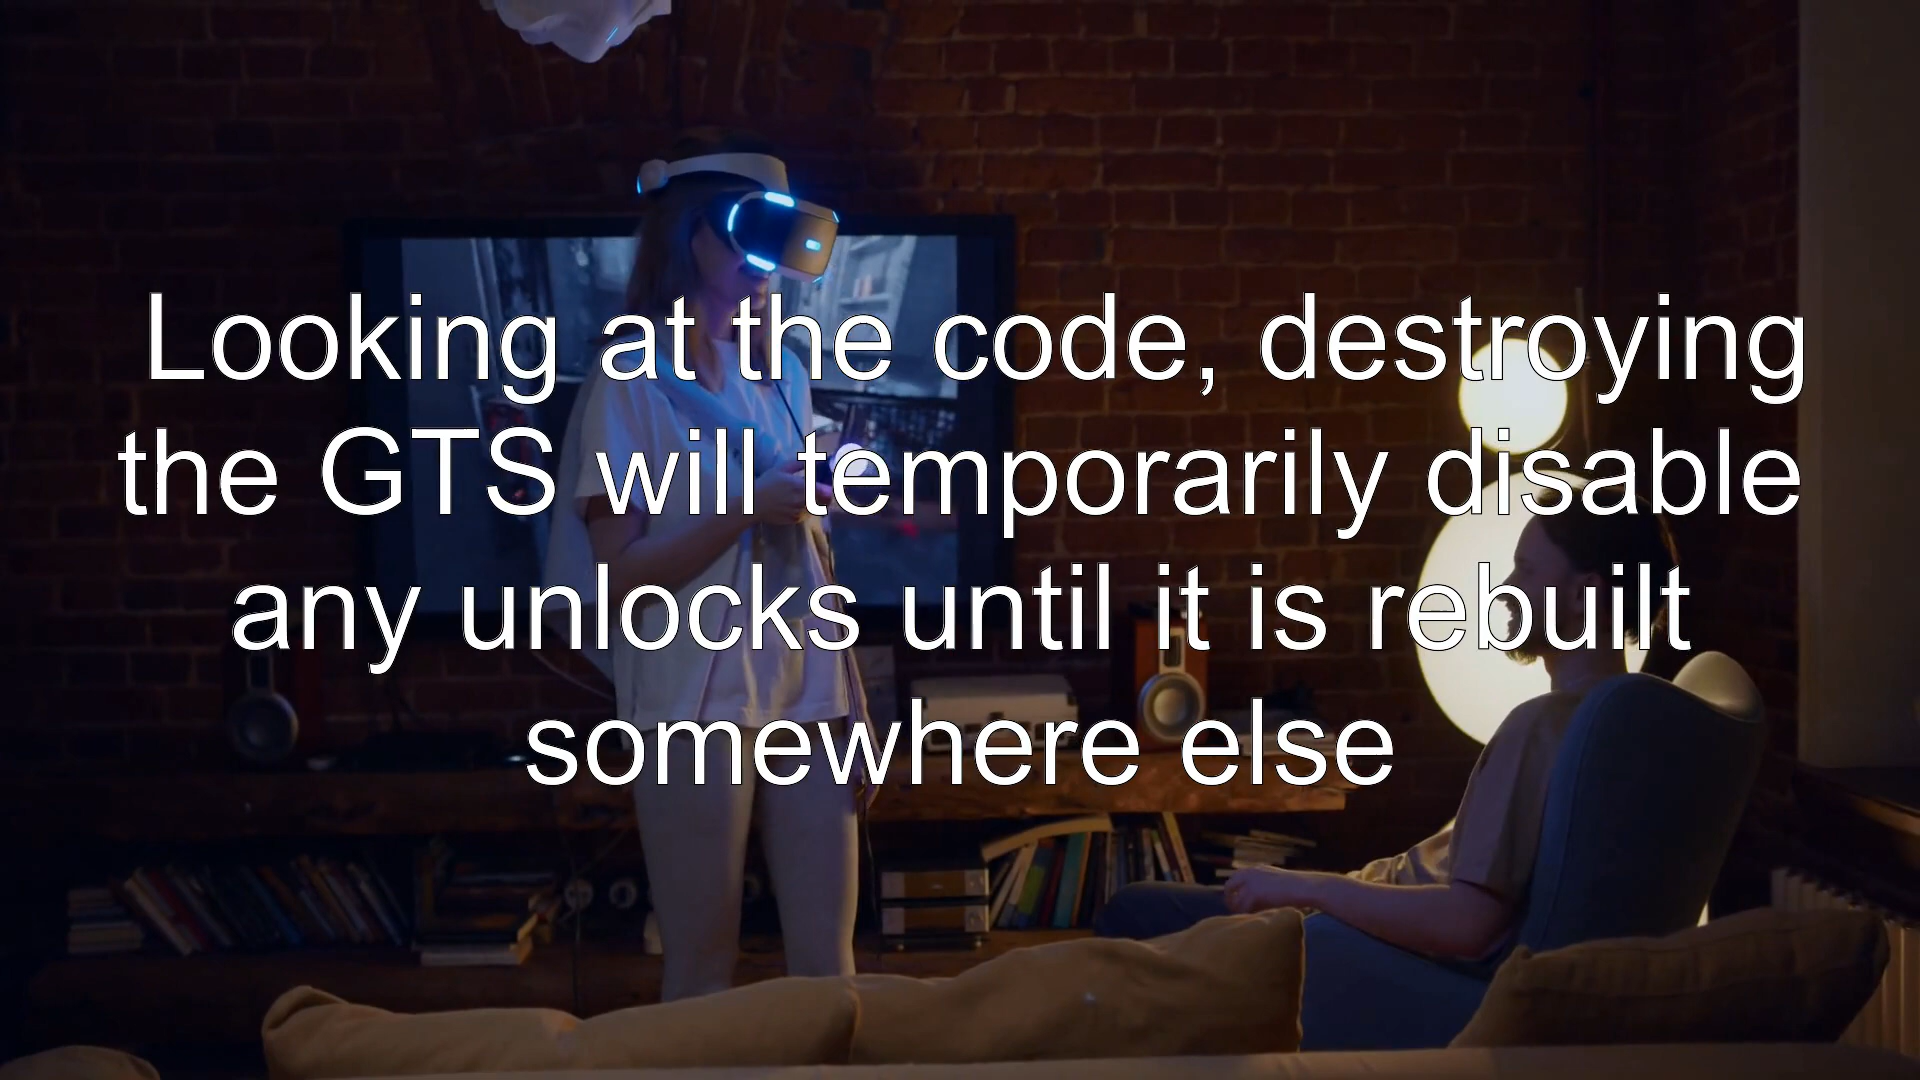 Looking at the code, destroying
the GTS will temporarily disable
any unlocks until it is rebuilt
somewhere else